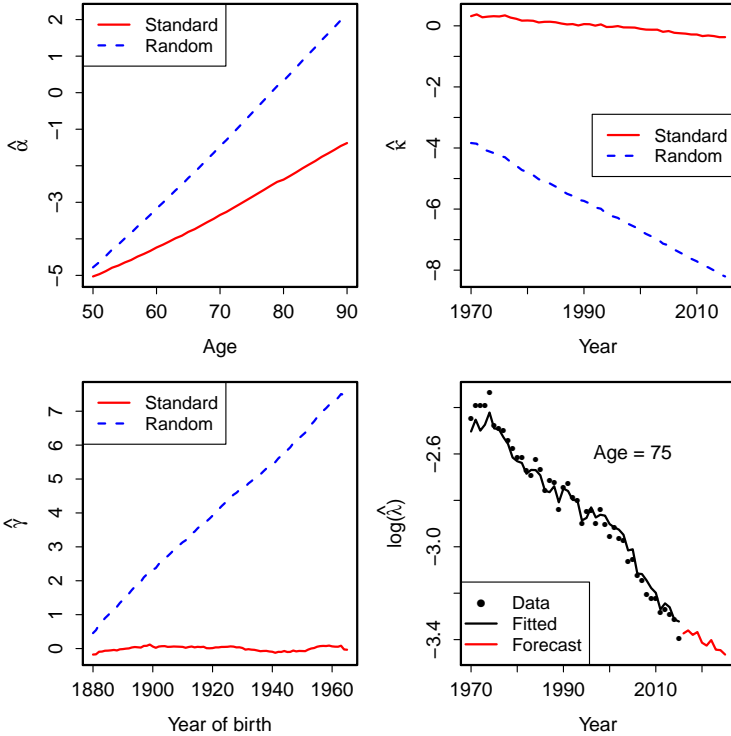 Standard
Random
2
0
−1
−3
−5
α̂
50
60
70
80
90
Age
0
−2
−4
−6
−8
κ̂
Standard
Random
1970
1990
2010
Year
Standard
Random
7
6
5
4
3
2
1
0
γ̂
1880
1900
1920
1940
1960
Year of birth
−2.6
−3.0
−3.4
log(λ̂)
Age = 75
Data
Fitted
Forecast
1970
1990
2010
Year